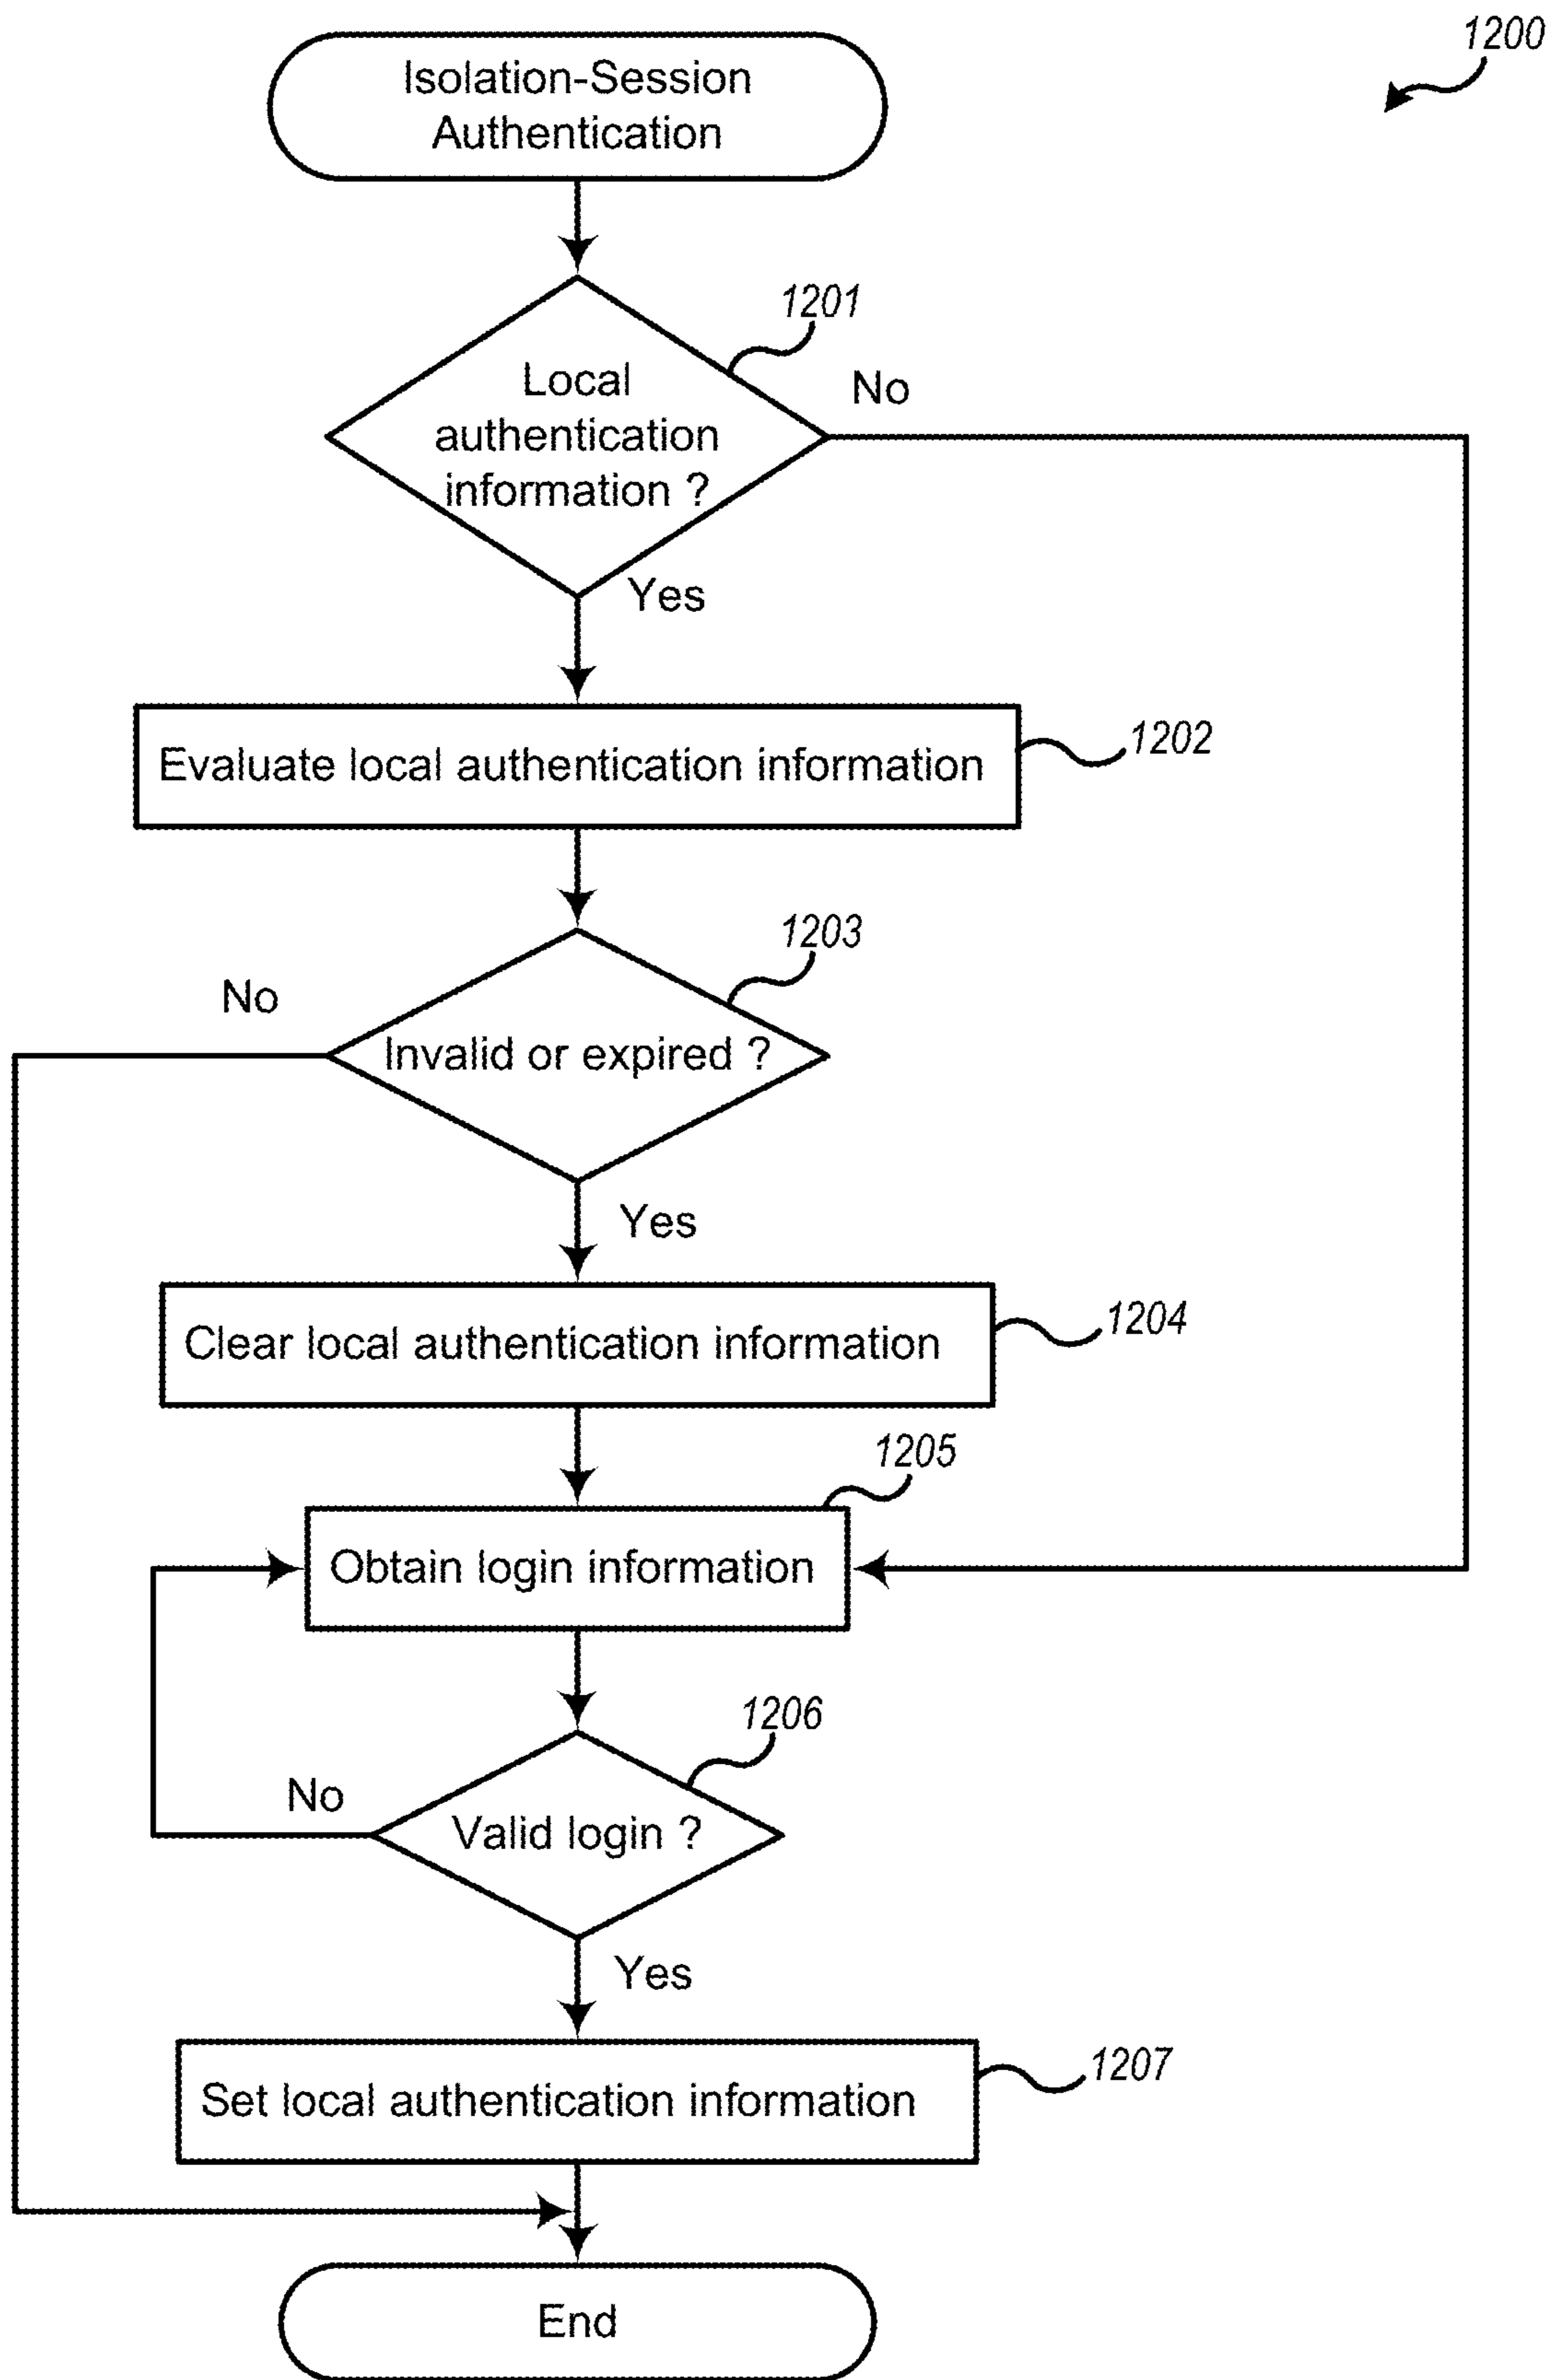 1200
Isolation-Session
Authentication
1201
Local
authentication
information ?
No
Yes
1202
Evaluate local authentication information
1203
No
Invalid or expired ?
Yes
1204
Clear local authentication information
1205
Obtain login information
1206
No
Valid login ?
Yes
1207
Set local authentication information
End